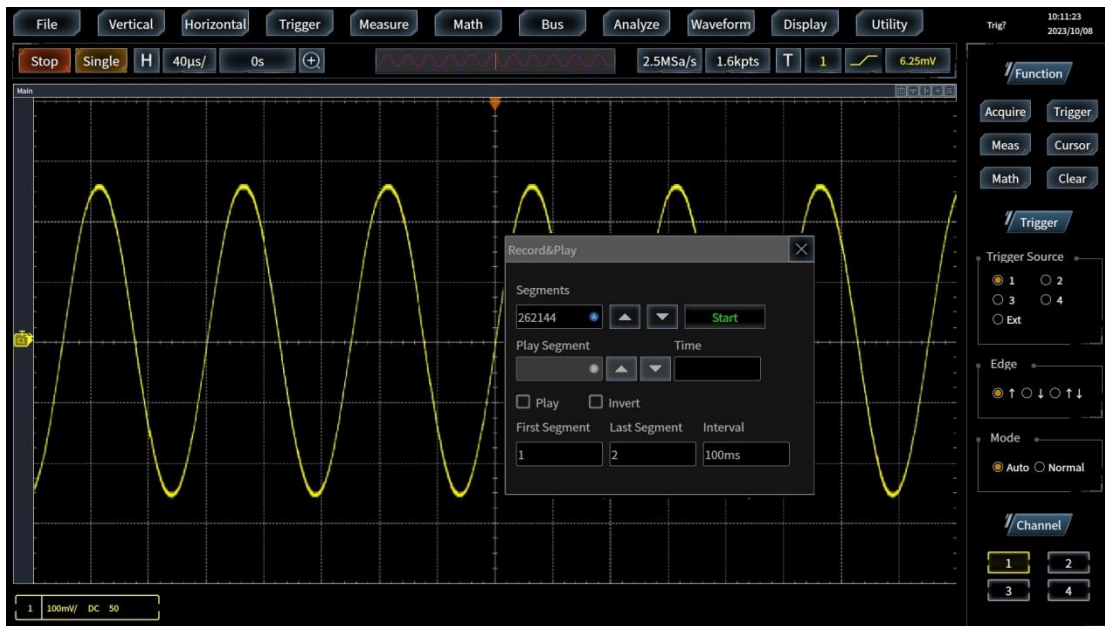 File Vertical Horizontal Trigger Measure Math Bus Analyze Waveform Display Utility Trig? 10:11:23
2023/10/08
Stop Single H 40μs/ 0s 2.5MSa/s 1.6kpts T 1 6.25mV
Main
Function
Acquire Trigger
Meas Cursor
Math Clear
Trigger
Trigger Source
1 2
3 4
Ext
Edge
↑ ↓ ↑↓
Mode
Auto Normal
Channel
1 2
3 4
Record&Play
Segments
262144 A Start
Play Segment Time
Play Invert
First Segment Last Segment Interval
1 2 100ms
1 100mV/ DC 50